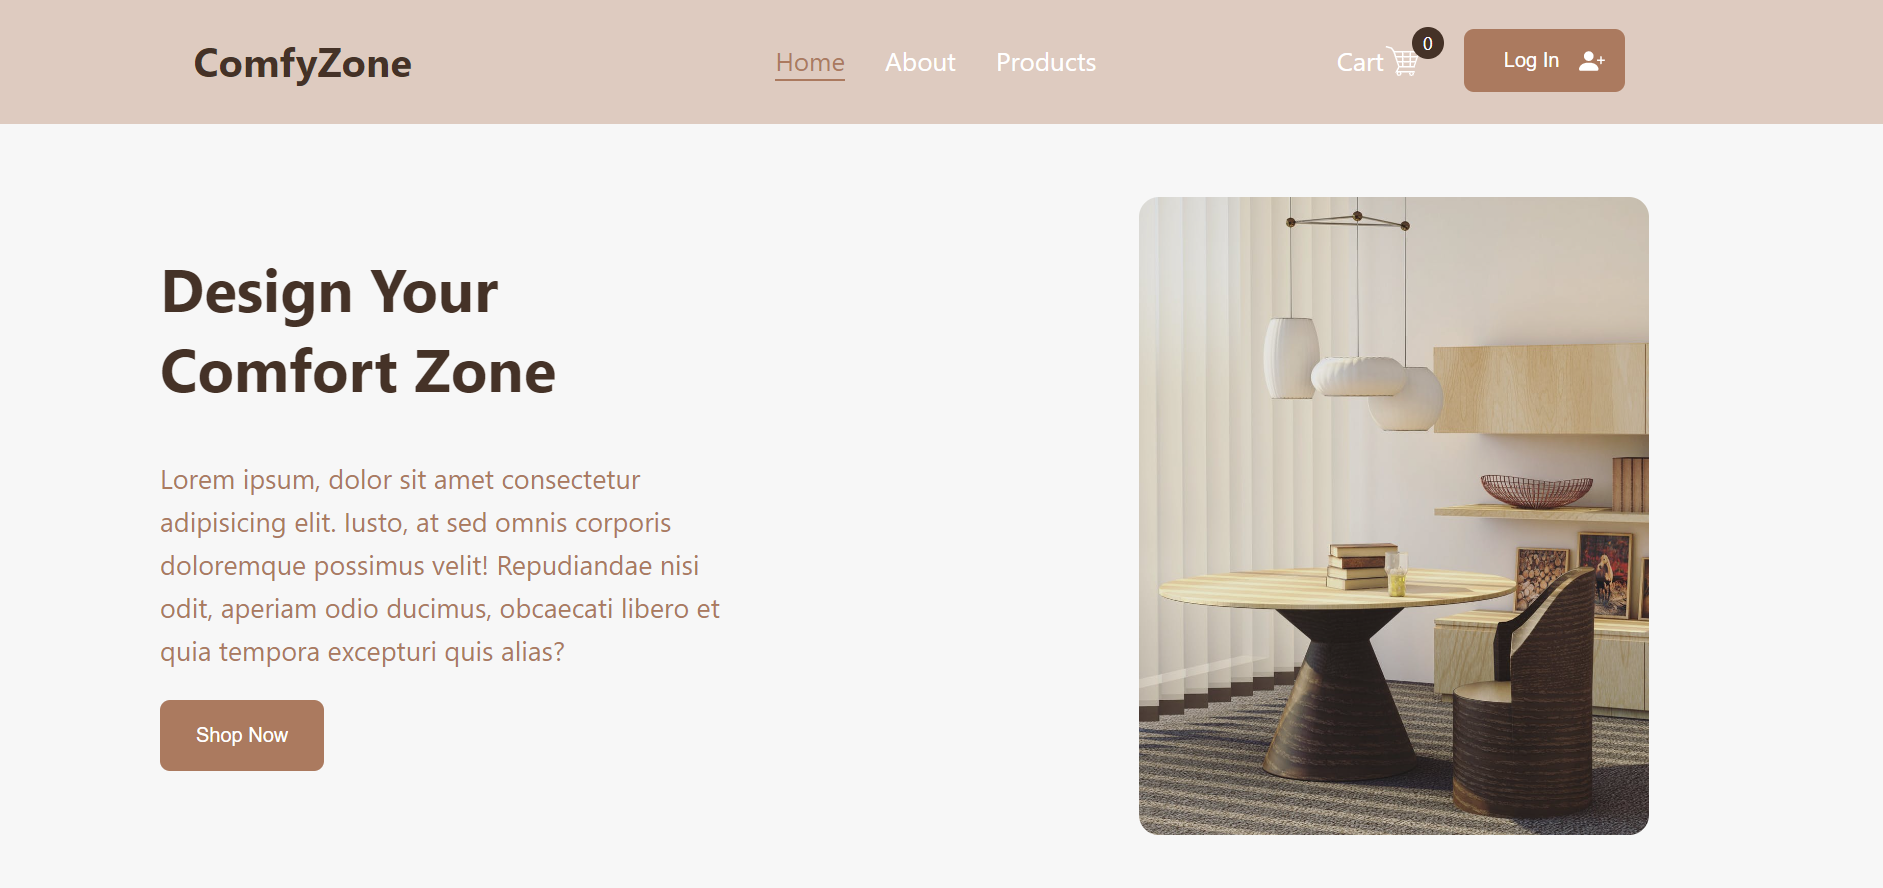 ComfyZone
Home About Products
Cart 0
Log In
Design Your
Comfort Zone
Lorem ipsum, dolor sit amet consectetur
adipisicing elit. Iusto, at sed omnis corporis
doloremque possimus velit! Repudiandae nisi
odit, aperiam odio ducimus, obcaecati libero et
quia tempora excepturi quis alias?
Shop Now